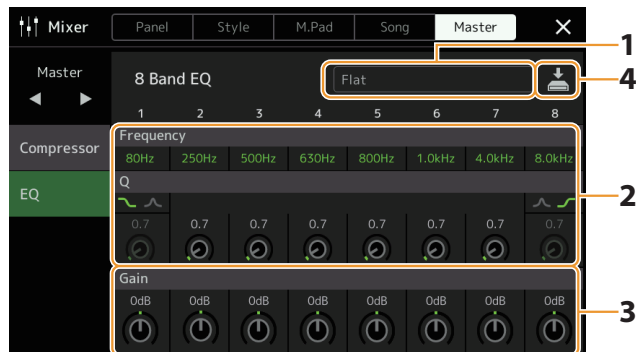 Mixer Panel Style M.Pad Song Master
1
Master 8 Band EQ Flat 4
1 2 3 4 5 6 7 8
Compressor
Frequency
80Hz 250Hz 500Hz 630Hz 800Hz 1.0kHz 4.0kHz 8.0kHz
EQ
Q
2
0.7 0.7 0.7 0.7 0.7 0.7 0.7 0.7
Gain
0dB 0dB 0dB 0dB 0dB 0dB 0dB 0dB
3